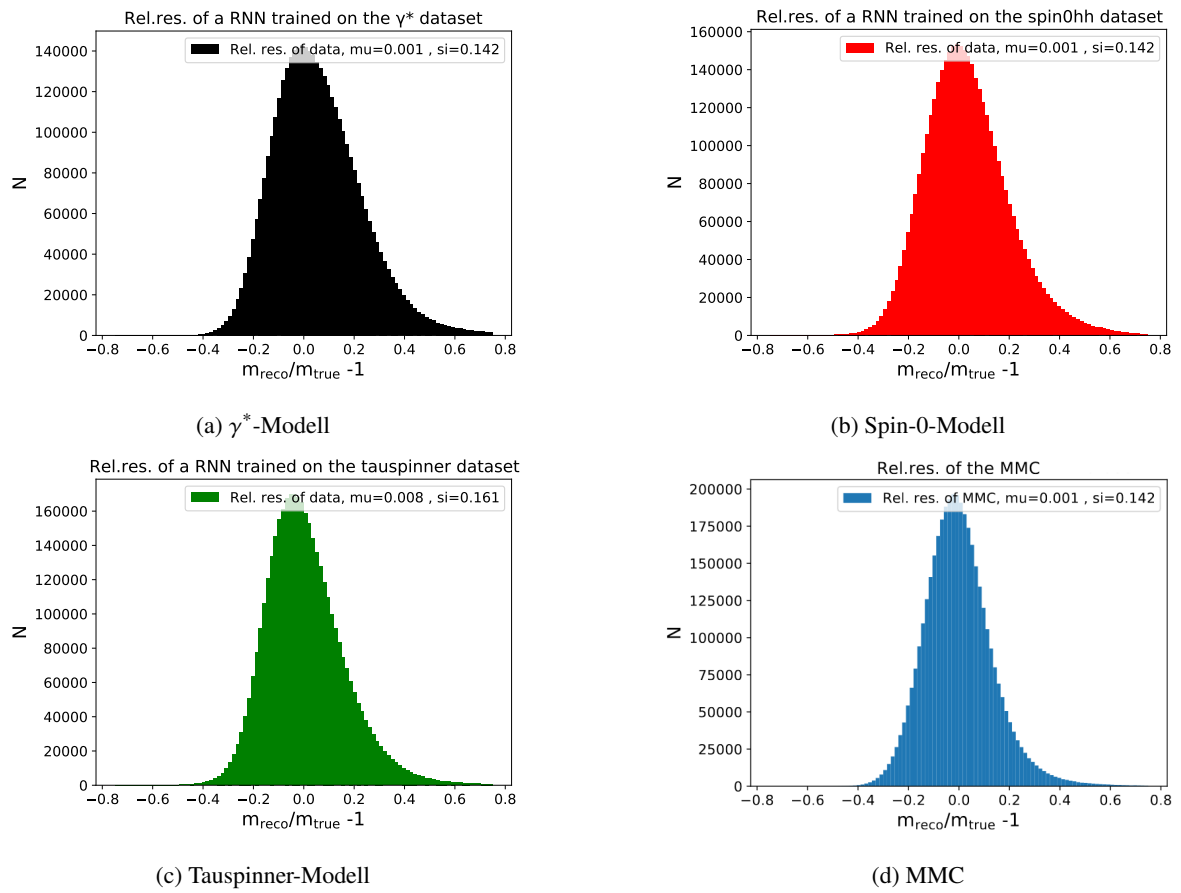 Rel.res. of a RNN trained on the γ* dataset
Rel. res. of data, mu=0.001 , si=0.142
140000
120000
100000
80000
60000
40000
20000
0
N
−0.8 −0.6 −0.4 −0.2 0.0 0.2 0.4 0.6 0.8
m_reco/m_true -1
(a) γ*-Modell
Rel.res. of a RNN trained on the spin0hh dataset
Rel. res. of data, mu=0.001 , si=0.142
160000
140000
120000
100000
80000
60000
40000
20000
0
N
−0.8 −0.6 −0.4 −0.2 0.0 0.2 0.4 0.6 0.8
m_reco/m_true -1
(b) Spin-0-Modell
Rel.res. of a RNN trained on the tauspinner dataset
Rel. res. of data, mu=0.008 , si=0.161
160000
140000
120000
100000
80000
60000
40000
20000
0
N
−0.8 −0.6 −0.4 −0.2 0.0 0.2 0.4 0.6 0.8
m_reco/m_true -1
(c) Tauspinner-Modell
Rel.res. of the MMC
Rel. res. of MMC, mu=0.001 , si=0.142
200000
175000
150000
125000
100000
75000
50000
25000
0
N
−0.8 −0.6 −0.4 −0.2 0.0 0.2 0.4 0.6 0.8
m_reco/m_true -1
(d) MMC